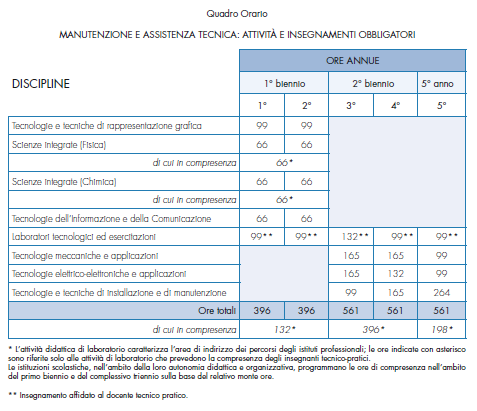 Quadro Orario
MANUTENZIONE E ASSISTENZA TECNICA: ATTIVITÀ E INSEGNAMENTI OBBLIGATORI
DISCIPLINE
ORE ANNUE
1° biennio 2° biennio 5° anno
1° 2° 3° 4° 5°
Tecnologie e tecniche di rappresentazione grafica 99 99
Scienze integrate (Fisica) 66 66
di cui in compresenza 66*
Scienze integrate (Chimica) 66 66
di cui in compresenza 66*
Tecnologie dell'Informazione e della Comunicazione 66 66
Laboratori tecnologici ed esercitazioni 99** 99** 132** 99** 99**
Tecnologie meccaniche e applicazioni 165 165 99
Tecnologie elettrico-elettroniche e applicazioni 165 132 99
Tecnologie e tecniche di installazione e di manutenzione 99 165 264
Ore totali 396 396 561 561 561
di cui in compresenza 132* 396* 198*
* L'attività didattica di laboratorio caratterizza l'area di indirizzo dei percorsi degli istituti professionali; le ore indicate con asterisco
sono riferite solo alle attività di laboratorio che prevedono la compresenza degli insegnanti tecnico-pratici.
Le istituzioni scolastiche, nell'ambito della loro autonomia didattica e organizzativa, programmano le ore di compresenza nell'ambito
del primo biennio e del complessivo triennio sulla base del relativo monte ore.
** Insegnamento affidato al docente tecnico pratico.